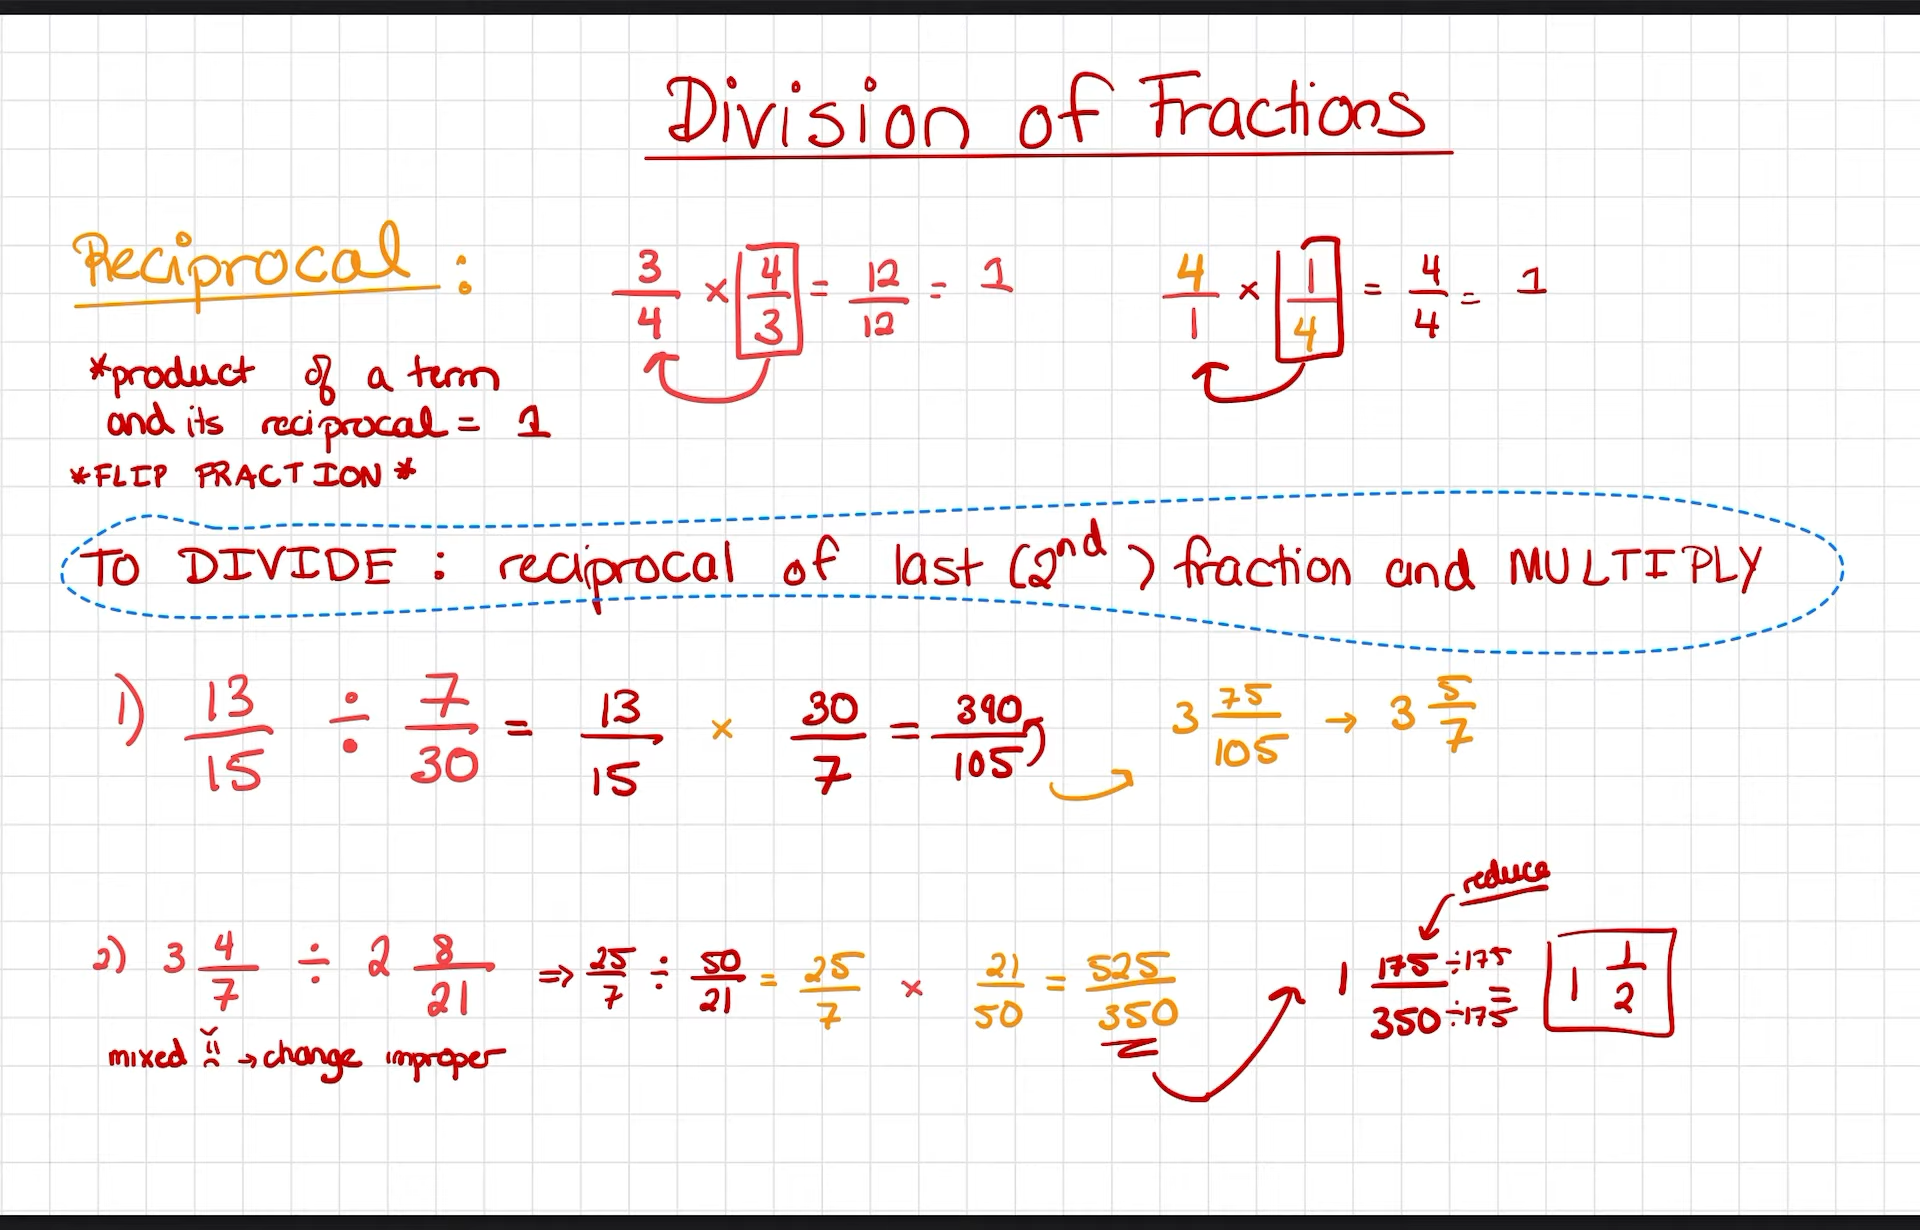 Division of Fractions
Reciprocal :
3/4 × 4/3 = 12/12 = 1
4/1 × 1/4 = 4/4 = 1
*product of a term
and its reciprocal = 1
*FLIP FRACTION*
TO DIVIDE : reciprocal of last (2nd) fraction and MULTIPLY
1) 13/15 ÷ 7/30 = 13/15 × 30/7 = 390/105 3 75/105 → 3 5/7
reduce
2) 3 4/7 ÷ 2 8/21 ⇒ 25/7 ÷ 50/21 = 25/7 × 21/50 = 525/350 1 175÷175/350÷175 = 1 1/2
mixed → change improper